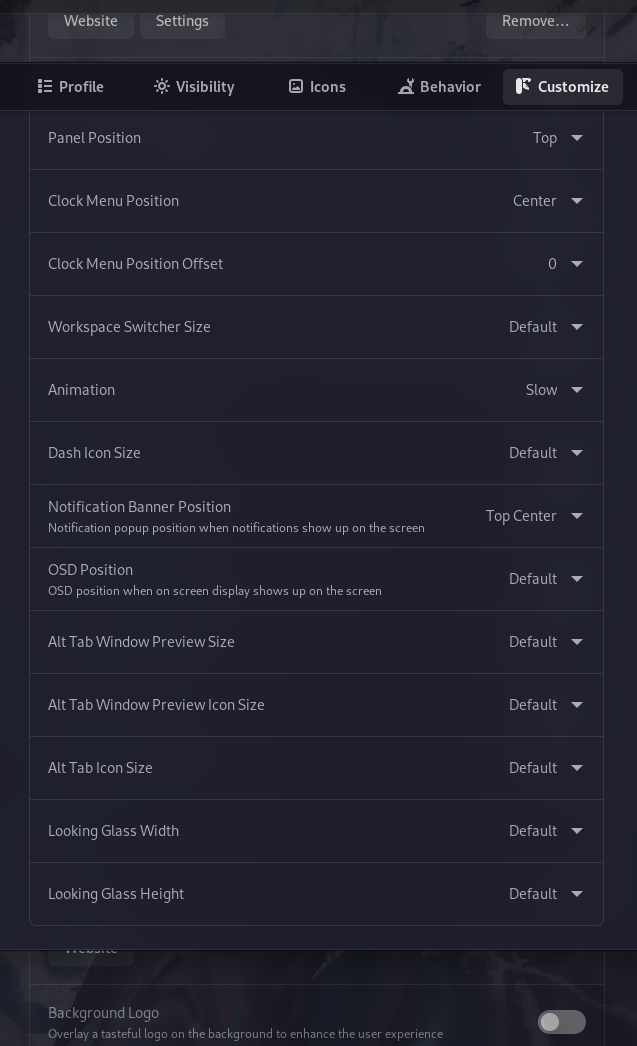 Website Settings Remove...
Profile Visibility Icons Behavior Customize
Panel Position Top
Clock Menu Position Center
Clock Menu Position Offset 0
Workspace Switcher Size Default
Animation Slow
Dash Icon Size Default
Notification Banner Position
Notification popup position when notifications show up on the screen
Top Center
OSD Position
OSD position when on screen display shows up on the screen
Default
Alt Tab Window Preview Size Default
Alt Tab Window Preview Icon Size Default
Alt Tab Icon Size Default
Looking Glass Width Default
Looking Glass Height Default
Website
Background Logo
Overlay a tasteful logo on the background to enhance the user experience